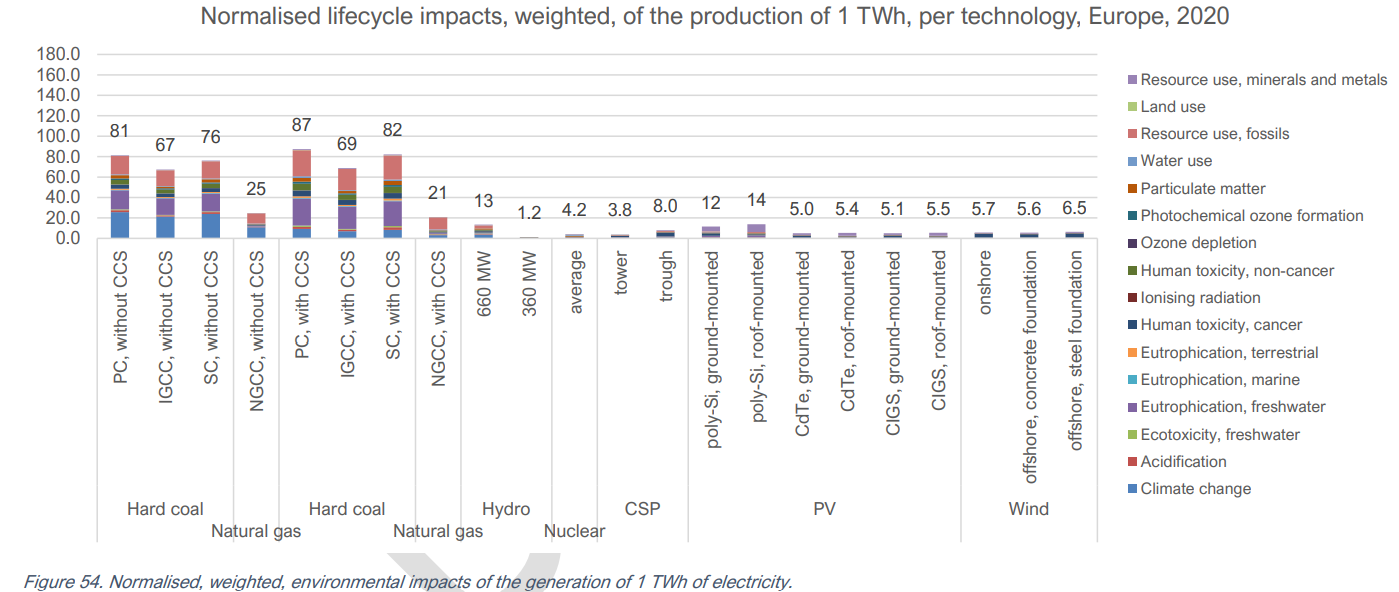 Normalised lifecycle impacts, weighted, of the production of 1 TWh, per technology, Europe, 2020
180.0
160.0
140.0
120.0
100.0
80.0
60.0
40.0
20.0
0.0
81
67
76
25
87
69
82
21
13
1.2
4.2
3.8
8.0
12
14
5.0
5.4
5.1
5.5
5.7
5.6
6.5
PC, without CCS
IGCC, without CCS
SC, without CCS
NGCC, without CCS
PC, with CCS
IGCC, with CCS
SC, with CCS
NGCC, with CCS
660 MW
360 MW
average
tower
trough
poly-Si, ground-mounted
poly-Si, roof-mounted
CdTe, ground-mounted
CdTe, roof-mounted
CIGS, ground-mounted
CIGS, roof-mounted
onshore
offshore, concrete foundation
offshore, steel foundation
Hard coal
Natural gas
Hard coal
Natural gas
Hydro
Nuclear
CSP
PV
Wind
Resource use, minerals and metals
Land use
Resource use, fossils
Water use
Particulate matter
Photochemical ozone formation
Ozone depletion
Human toxicity, non-cancer
Ionising radiation
Human toxicity, cancer
Eutrophication, terrestrial
Eutrophication, marine
Eutrophication, freshwater
Ecotoxicity, freshwater
Acidification
Climate change
Figure 54. Normalised, weighted, environmental impacts of the generation of 1 TWh of electricity.